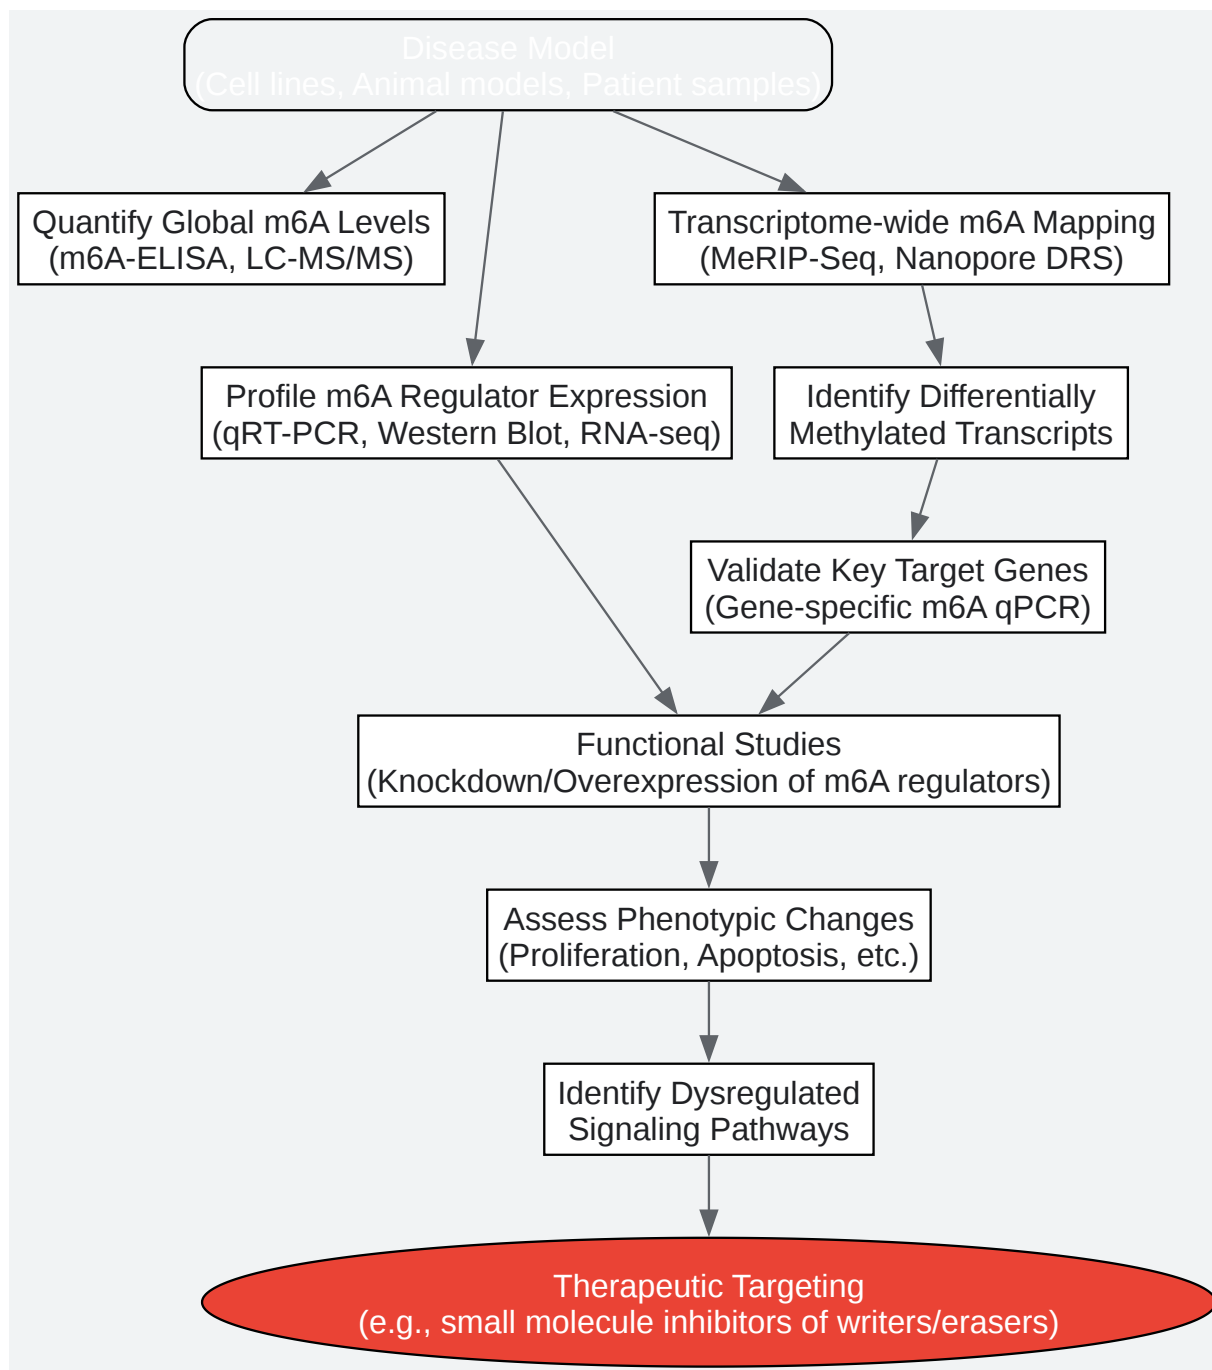 Disease Model
(Cell lines, Animal models, Patient samples)
Quantify Global m6A Levels
(m6A-ELISA, LC-MS/MS)
Transcriptome-wide m6A Mapping
(MeRIP-Seq, Nanopore DRS)
Profile m6A Regulator Expression
(qRT-PCR, Western Blot, RNA-seq)
Identify Differentially
Methylated Transcripts
Validate Key Target Genes
(Gene-specific m6A qPCR)
Functional Studies
(Knockdown/Overexpression of m6A regulators)
Assess Phenotypic Changes
(Proliferation, Apoptosis, etc.)
Identify Dysregulated
Signaling Pathways
Therapeutic Targeting
(e.g., small molecule inhibitors of writers/erasers)